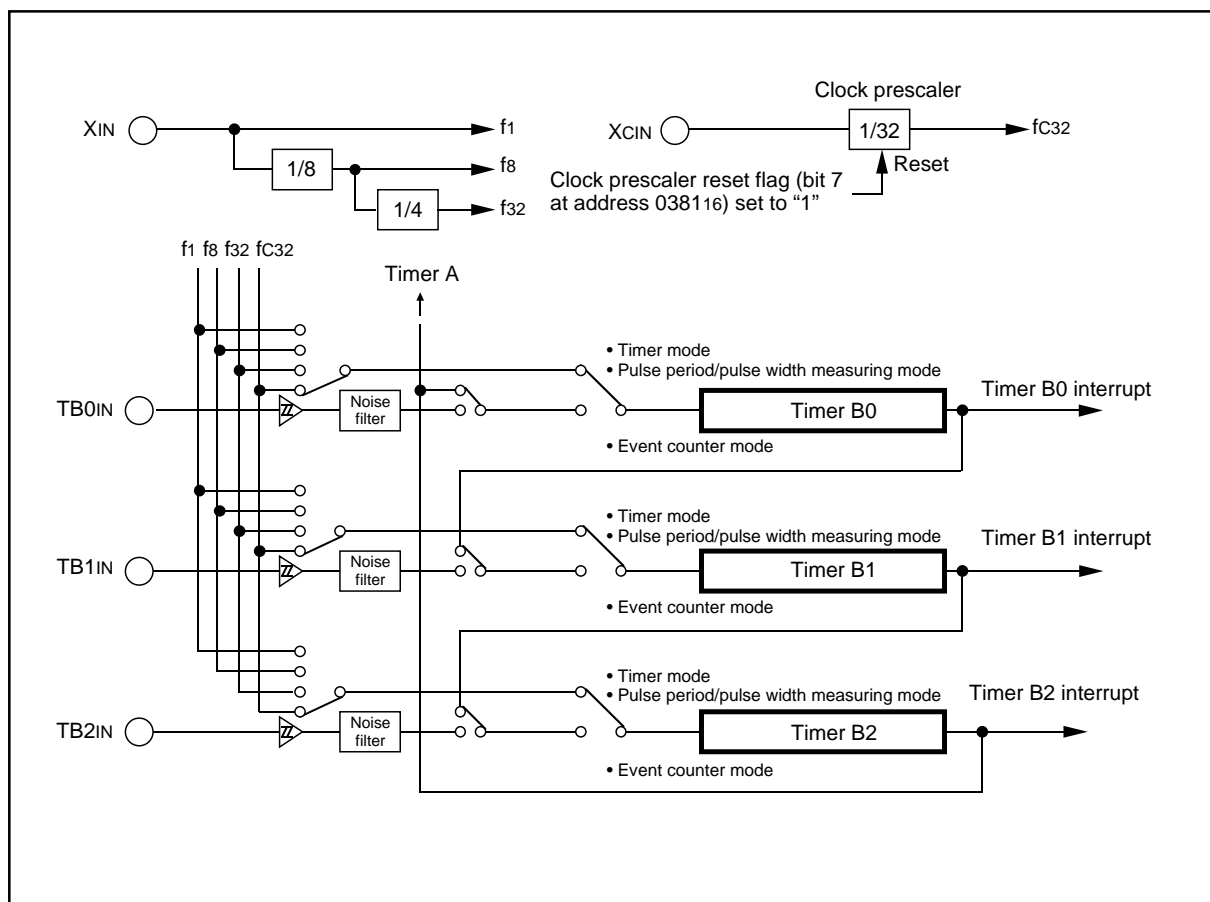 Clock prescaler
XIN
f1
XCIN
1/32
fC32
1/8
f8
Reset
Clock prescaler reset flag (bit 7
at address 038116) set to “1”
1/4
f32
f1 f8 f32 fC32
Timer A
• Timer mode
• Pulse period/pulse width measuring mode
TB0IN
Noise
filter
Timer B0
Timer B0 interrupt
• Event counter mode
• Timer mode
• Pulse period/pulse width measuring mode
TB1IN
Noise
filter
Timer B1
Timer B1 interrupt
• Event counter mode
• Timer mode
• Pulse period/pulse width measuring mode
TB2IN
Noise
filter
Timer B2
Timer B2 interrupt
• Event counter mode